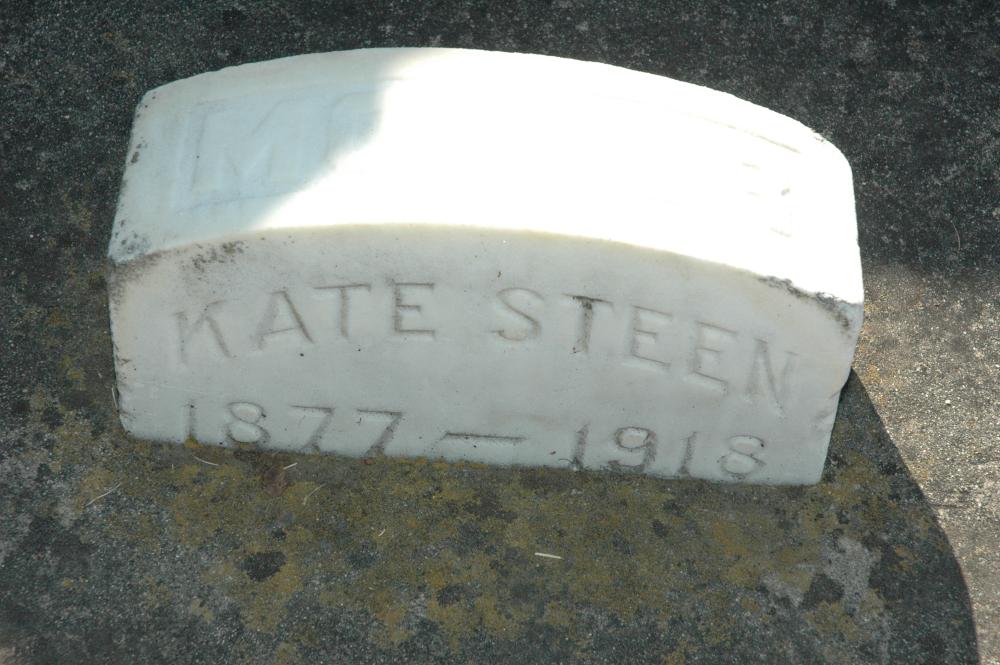 KATE STEEN
1877 — 1918